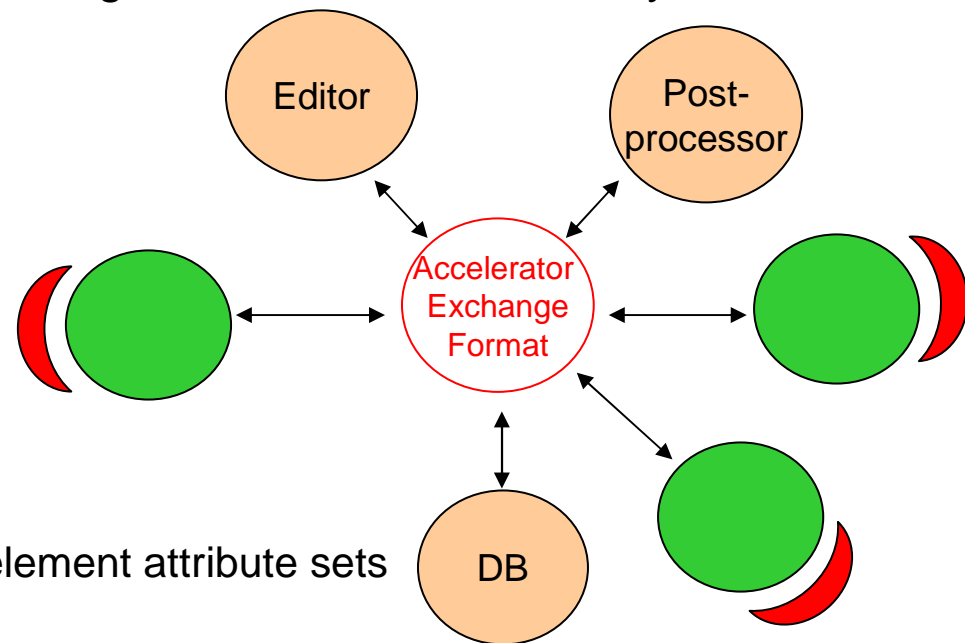 Editor
Post-
processor
Accelerator
Exchange
Format
element attribute sets
DB